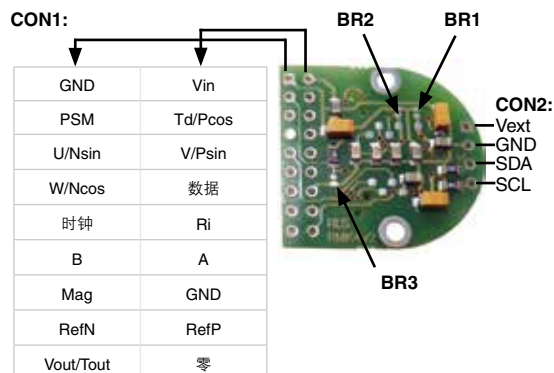 CON1:
BR2 BR1
GND Vin
PSM Td/Pcos
U/Nsin V/Psin
W/Ncos 数据
时钟 Ri
B A
Mag GND
RefN RefP
Vout/Tout 零
CON2:
Vext
GND
SDA
SCL
BR3